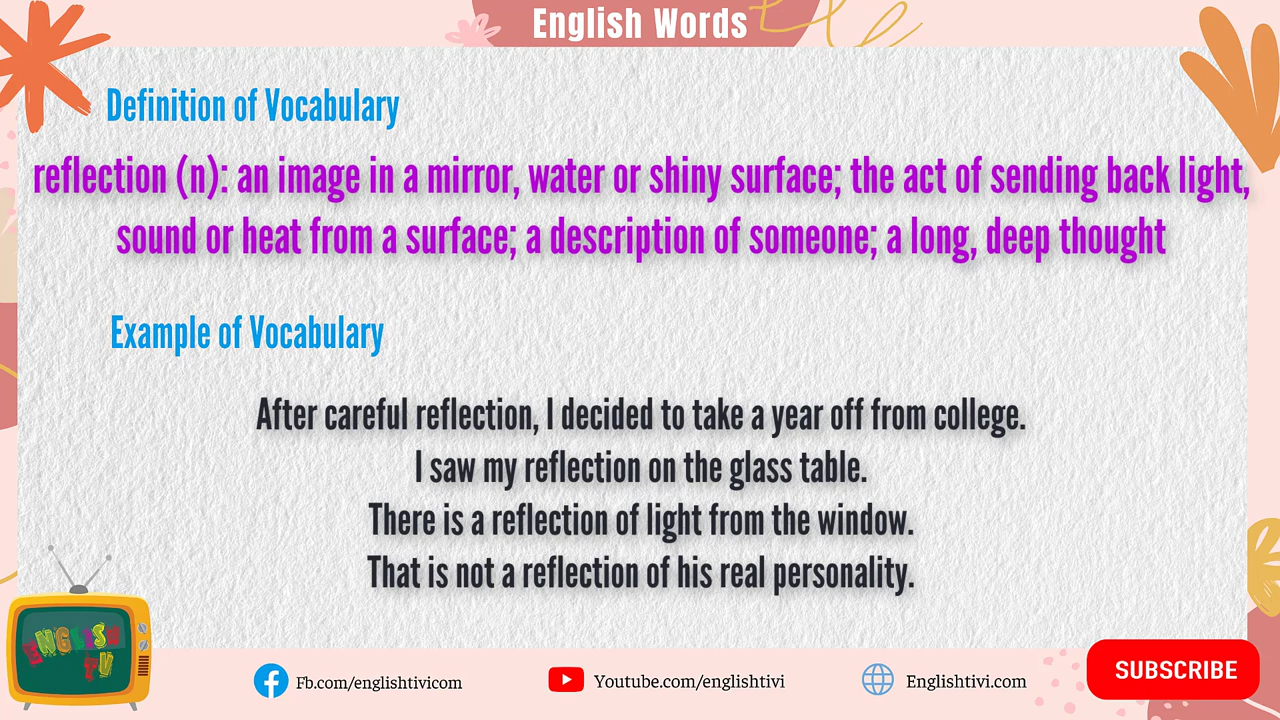 English Words
Definition of Vocabulary
reflection (n): an image in a mirror, water or shiny surface; the act of sending back light,
sound or heat from a surface; a description of someone; a long, deep thought
Example of Vocabulary
After careful reflection, I decided to take a year off from college.
I saw my reflection on the glass table.
There is a reflection of light from the window.
That is not a reflection of his real personality.
ENGLISH
TV
Fb.com/englishtivicom
Youtube.com/englishtivi
Englishtivi.com
SUBSCRIBE